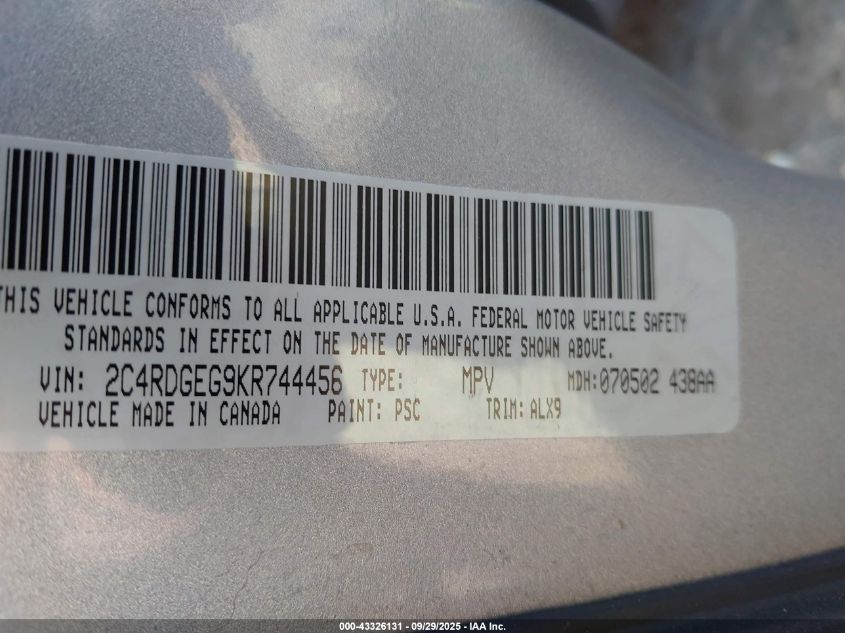 THIS VEHICLE CONFORMS TO ALL APPLICABLE U.S.A. FEDERAL MOTOR VEHICLE SAFETY
STANDARDS IN EFFECT ON THE DATE OF MANUFACTURE SHOWN ABOVE.
VIN: 2C4RDGEG9KR744456 TYPE: MPV MDH:070502 438AA
VEHICLE MADE IN CANADA PAINT: PSC TRIM: ALX9
000-43326131 - 09/29/2025 - IAA Inc.